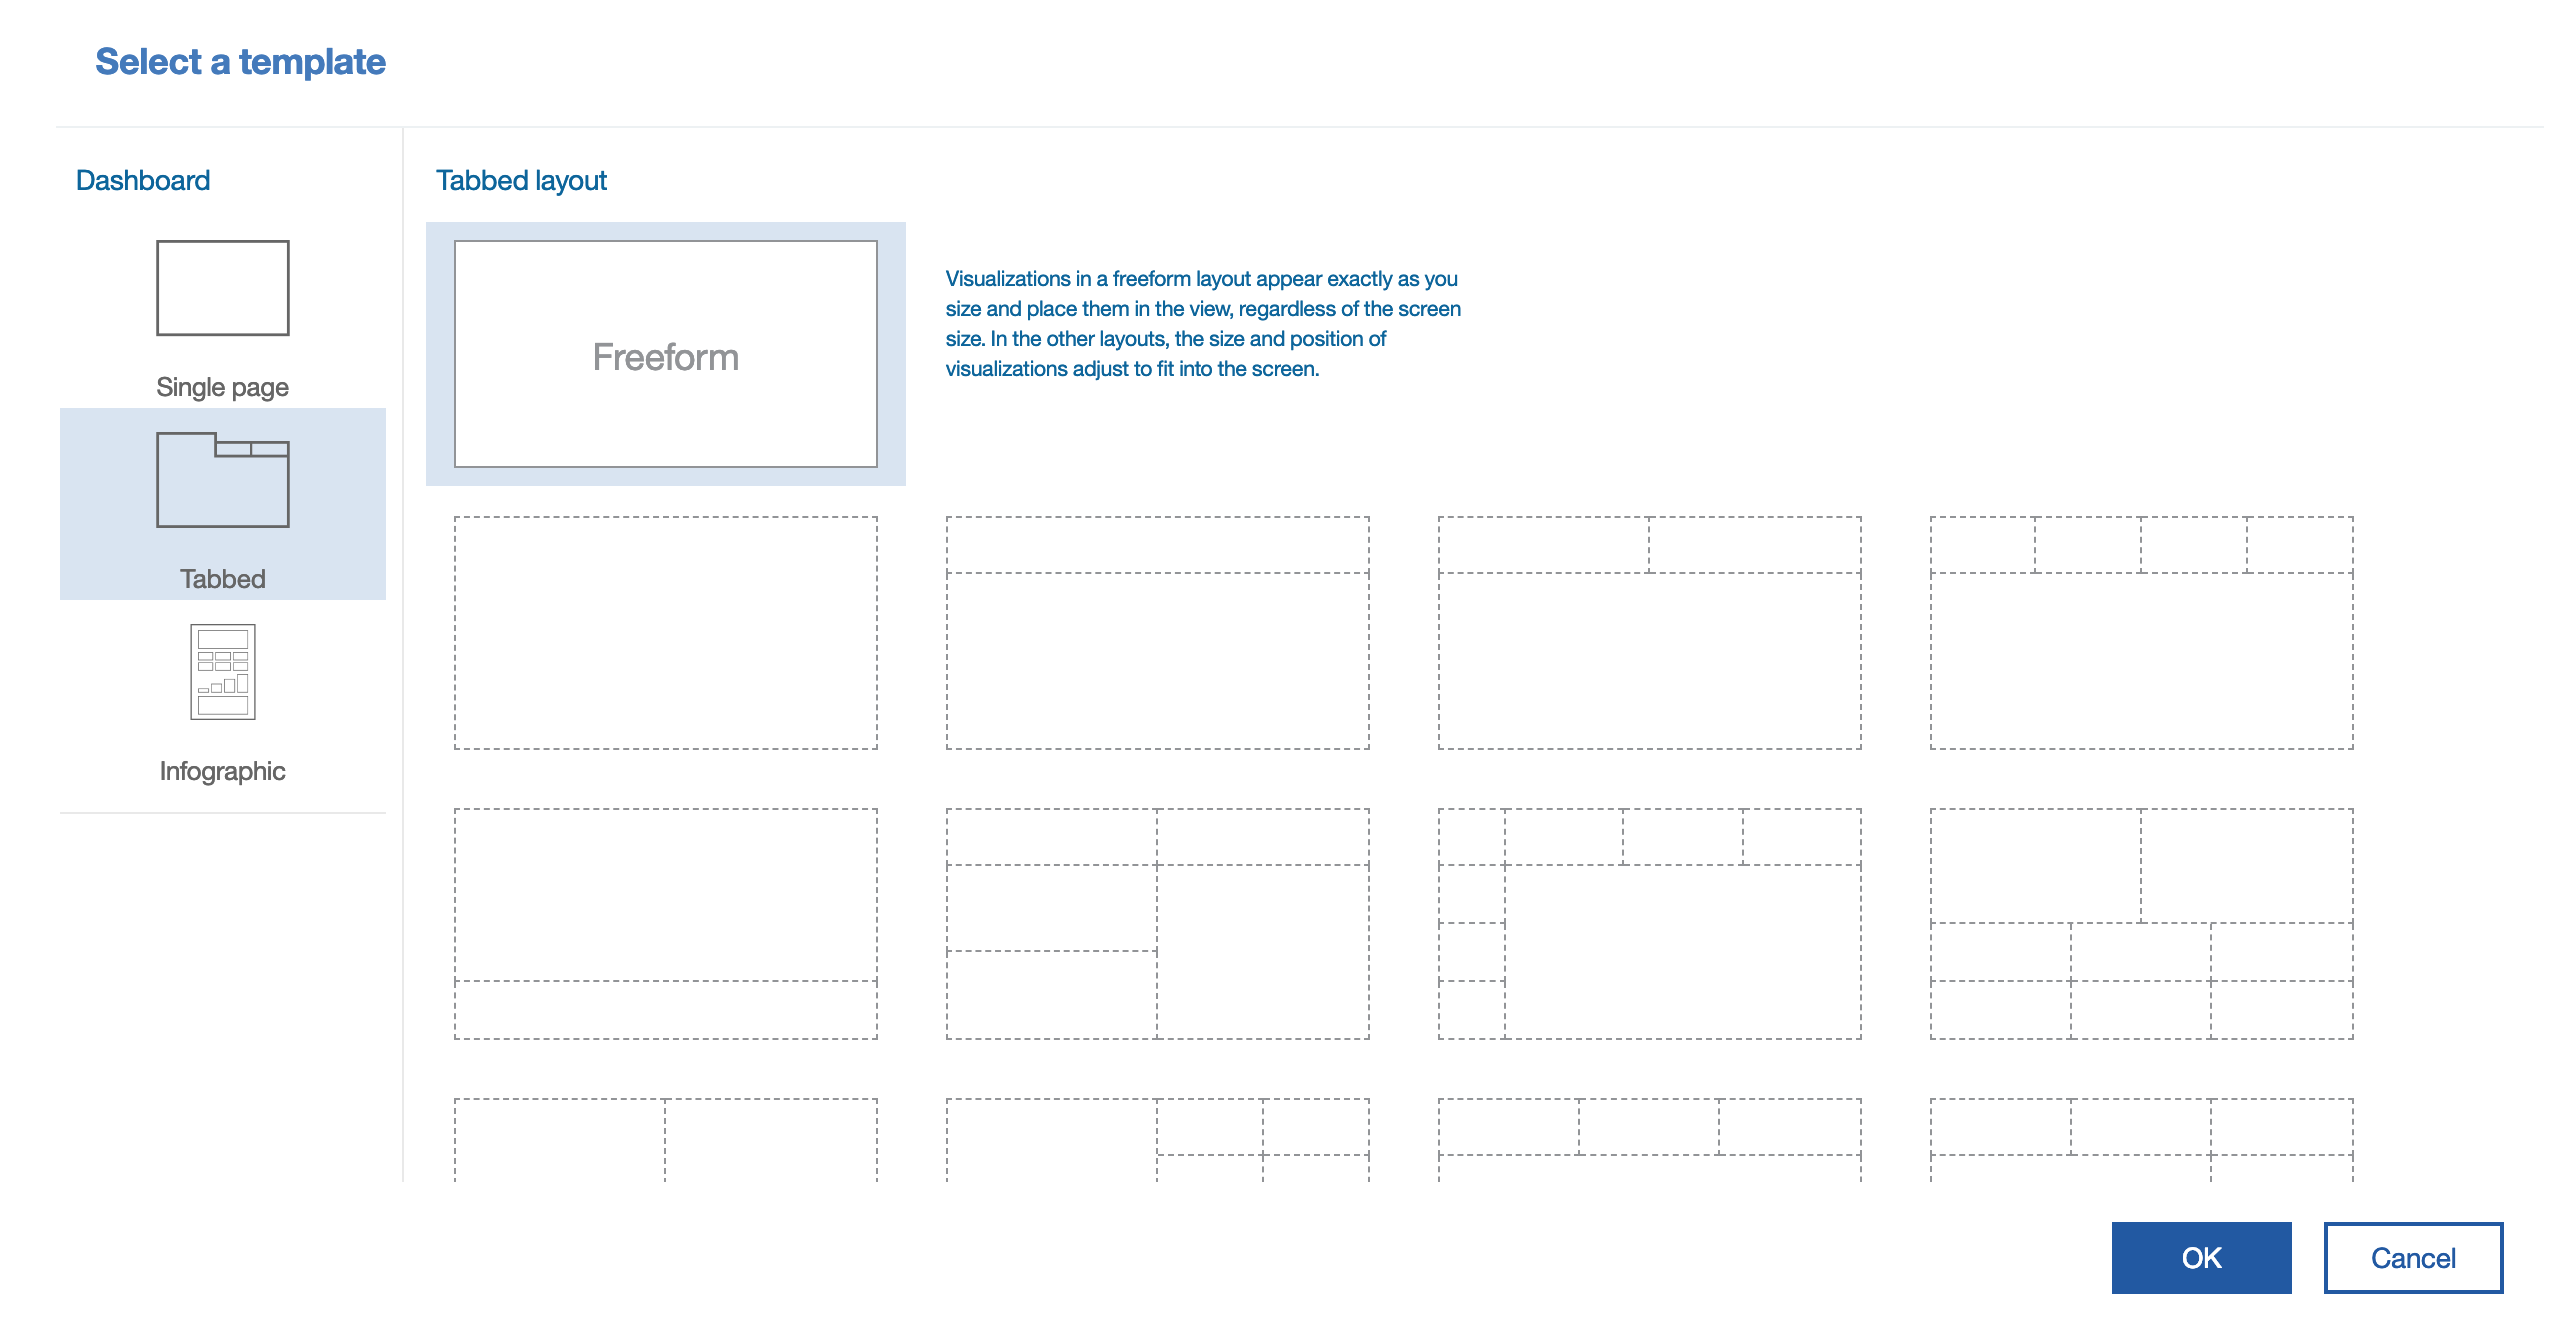 Select a template
Dashboard
Single page
Tabbed
Infographic
Tabbed layout
Freeform
Visualizations in a freeform layout appear exactly as you
size and place them in the view, regardless of the screen
size. In the other layouts, the size and position of
visualizations adjust to fit into the screen.
OK
Cancel